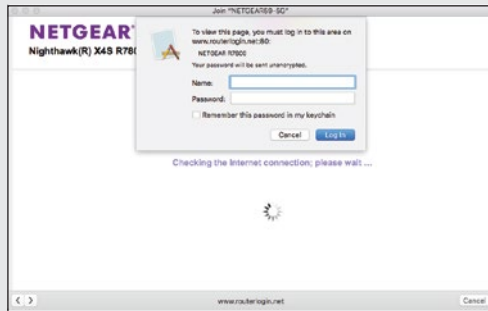 Join "NETGEAR59-5G"
NETGEAR®
Nighthawk(R) X4S R780
To view this page, you must log in to this area on
www.routerlogin.net:80:
NETGEAR R7800
Your password will be sent unencrypted.
Name:
Password:
Remember this password in my keychain
Cancel
Log In
Checking the Internet connection; please wait ...
www.routerlogin.net
Cancel